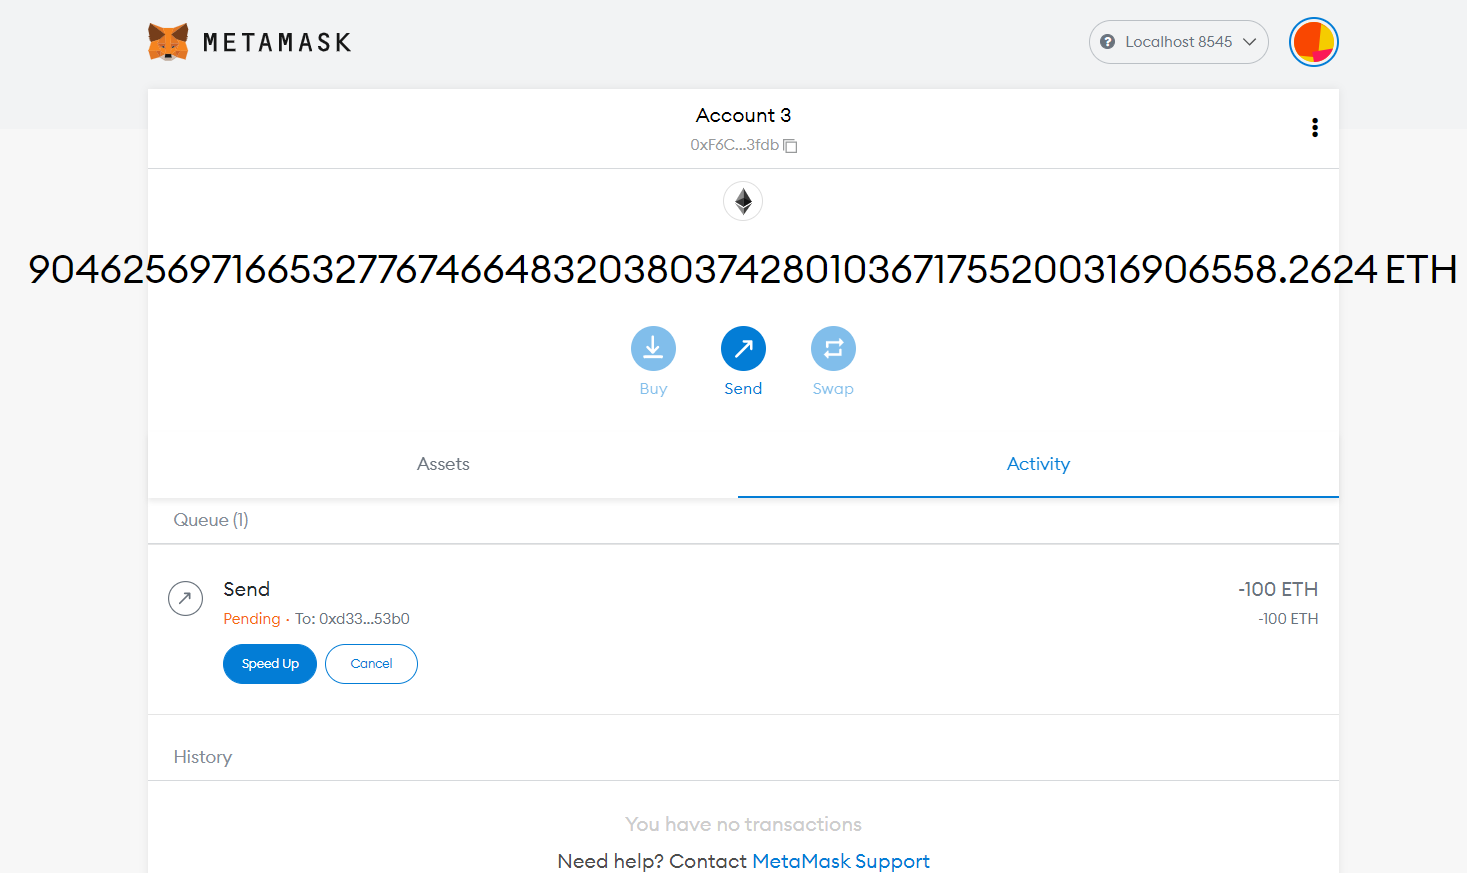 METAMASK
Localhost 8545
Account 3
0xF6C...3fdb
904625697166532776746648320380374280103671755200316906558.2624 ETH
Buy
Send
Swap
Assets
Activity
Queue (1)
Send
-100 ETH
Pending · To: 0xd33...53b0
-100 ETH
Speed Up
Cancel
History
You have no transactions
Need help? Contact MetaMask Support